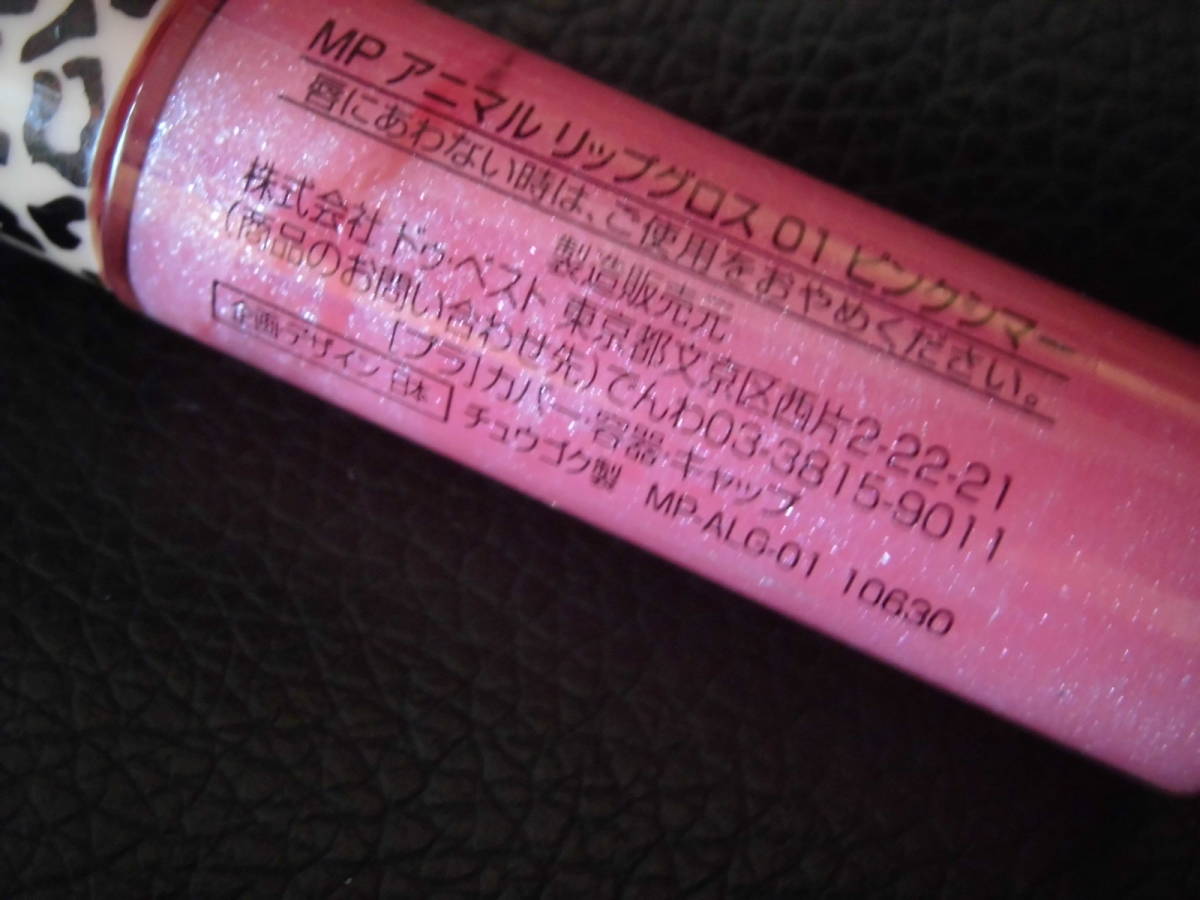 MP アニマル リップグロス 01 ピンクシマー
唇にあわない時は、ご使用をおやめください。
製造販売元
株式会社 ドゥ・ベスト 東京都文京区西片2-22-21
(商品のお問い合わせ先)でんわ03-3815-9011
[プラ]カバー・容器・キャップ
企画デザイン 日本 チュウゴク製 MP-ALG-01 10630